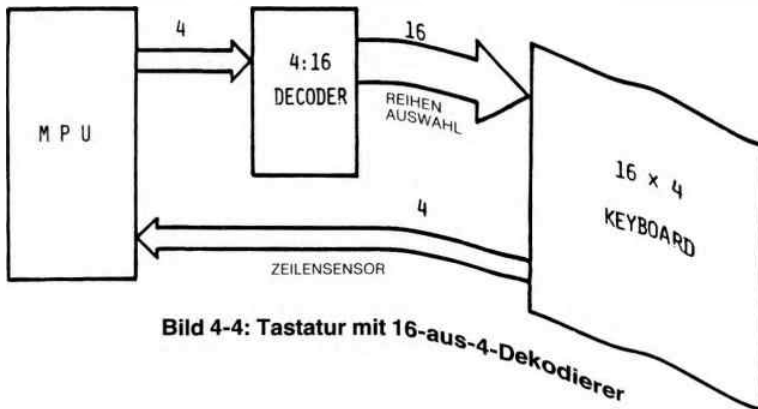 4
16
4:16
DECODER
REIHEN
AUSWAHL
M P U
16 × 4
KEYBOARD
4
ZEILENSENSOR
Bild 4-4: Tastatur mit 16-aus-4-Dekodierer